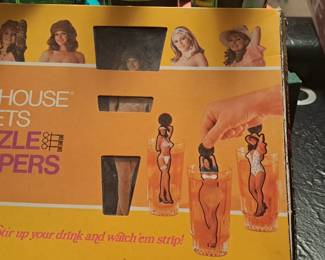 HOUSE®
ETS
ZLE
PERS
Stir up your drink and watch 'em strip!